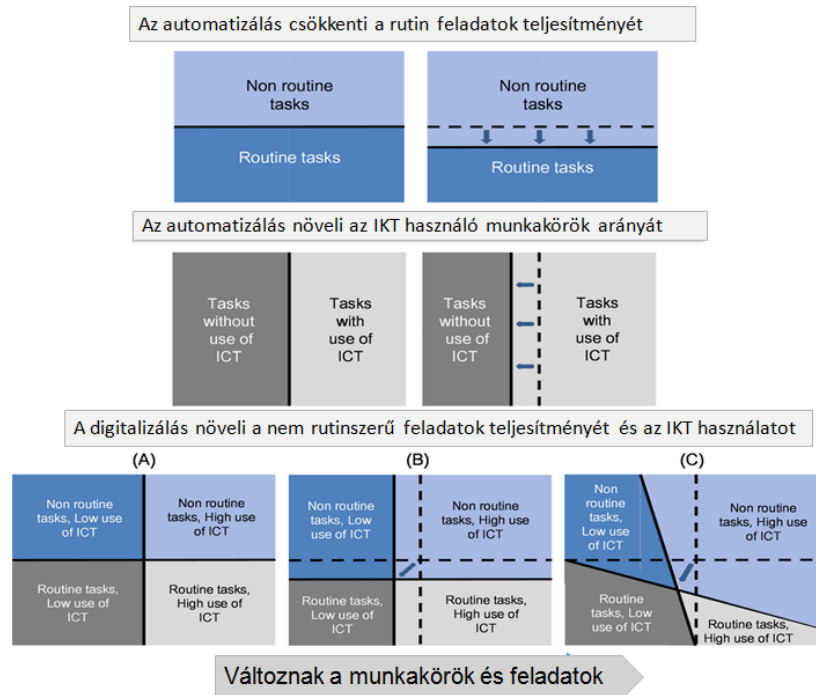 Az automatizálás csökkenti a rutin feladatok teljesítményét
Non routine
tasks
Routine tasks
Non routine
tasks
Routine tasks
Az automatizálás növeli az IKT használó munkakörök arányát
Tasks
without
use of
ICT
Tasks
with
use of
ICT
Tasks
without
use of
ICT
Tasks
with
use of
ICT
A digitalizálás növeli a nem rutinszerű feladatok teljesítményét és az IKT használatot
(A)
Non routine
tasks, Low use
of ICT
Non routine
tasks, High use
of ICT
Routine tasks,
Low use of
ICT
Routine tasks,
High use of
ICT
(B)
Non routine
tasks, Low
use of ICT
Non routine
tasks, High use
of ICT
Routine tasks,
Low use of
ICT
Routine tasks,
High use of
ICT
(C)
Non
routine
tasks, Low
use of
ICT
Non routine
tasks, High use
of ICT
Routine
tasks, Low
use of ICT
Routine tasks,
High use of ICT
Változnak a munkakörök és feladatok